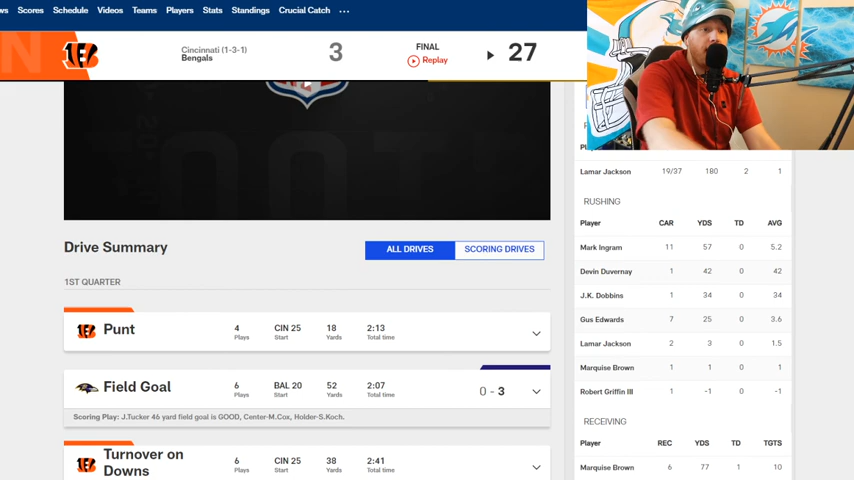 ws Scores Schedule Videos Teams Players Stats Standings Crucial Catch ...
Cincinnati (1-3-1)
Bengals
3
FINAL
Replay
27
Drive Summary
ALL DRIVES
SCORING DRIVES
1ST QUARTER
Punt
4 CIN 25 18 2:13
Plays Start Yards Total time
Field Goal
6 BAL 20 52 2:07
Plays Start Yards Total time
0 - 3
Scoring Play: J.Tucker 46 yard field goal is GOOD, Center-M.Cox, Holder-S.Koch.
Turnover on
Downs
6 CIN 25 38 2:41
Plays Start Yards Total time
Lamar Jackson 19/37 180 2 1
RUSHING
Player CAR YDS TD AVG
Mark Ingram 11 57 0 5.2
Devin Duvernay 1 42 0 42
J.K. Dobbins 1 34 0 34
Gus Edwards 7 25 0 3.6
Lamar Jackson 2 3 0 1.5
Marquise Brown 1 1 0 1
Robert Griffin III 1 -1 0 -1
RECEIVING
Player REC YDS TD TGTS
Marquise Brown 6 77 1 10